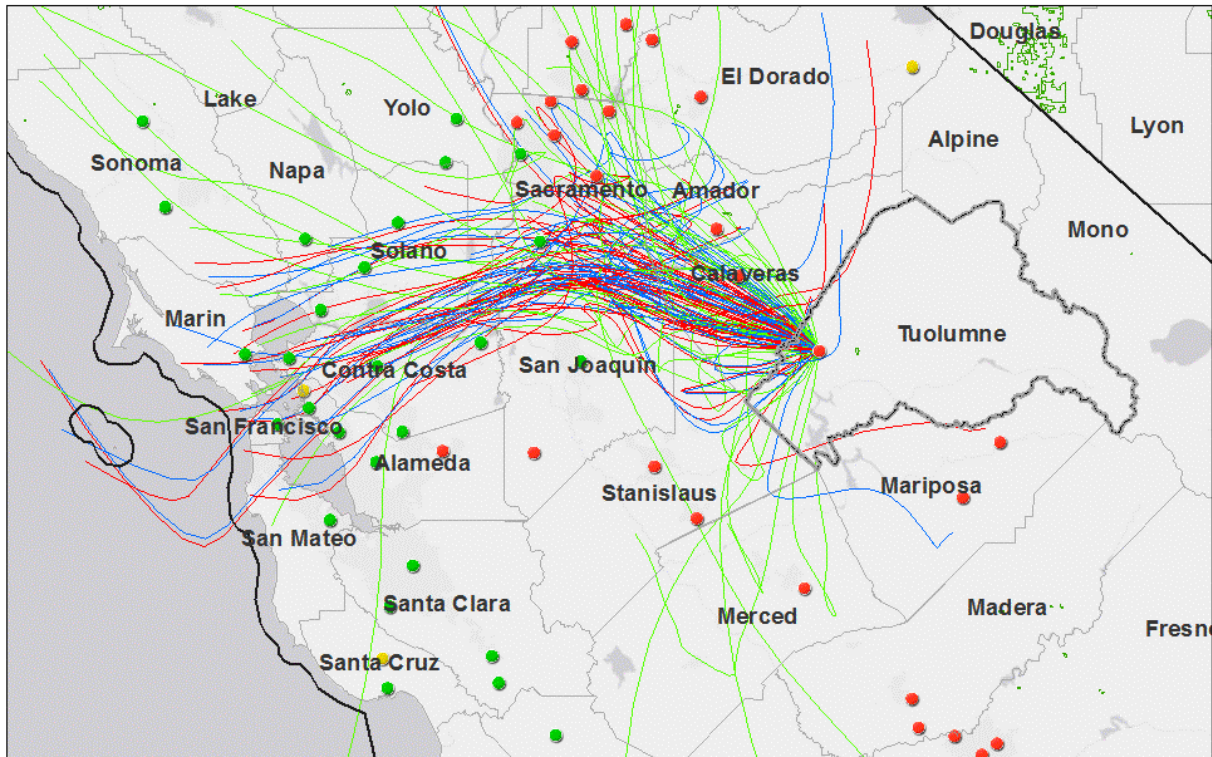 Douglas
El Dorado
Lake
Yolo
Lyon
Alpine
Sonoma
Napa
Sacramento
Amador
Mono
Solano
Calaveras
Marin
Tuolumne
Contra Costa
San Joaquin
San Francisco
Alameda
Stanislaus
Mariposa
San Mateo
Santa Clara
Madera
Merced
Fresno
Santa Cruz